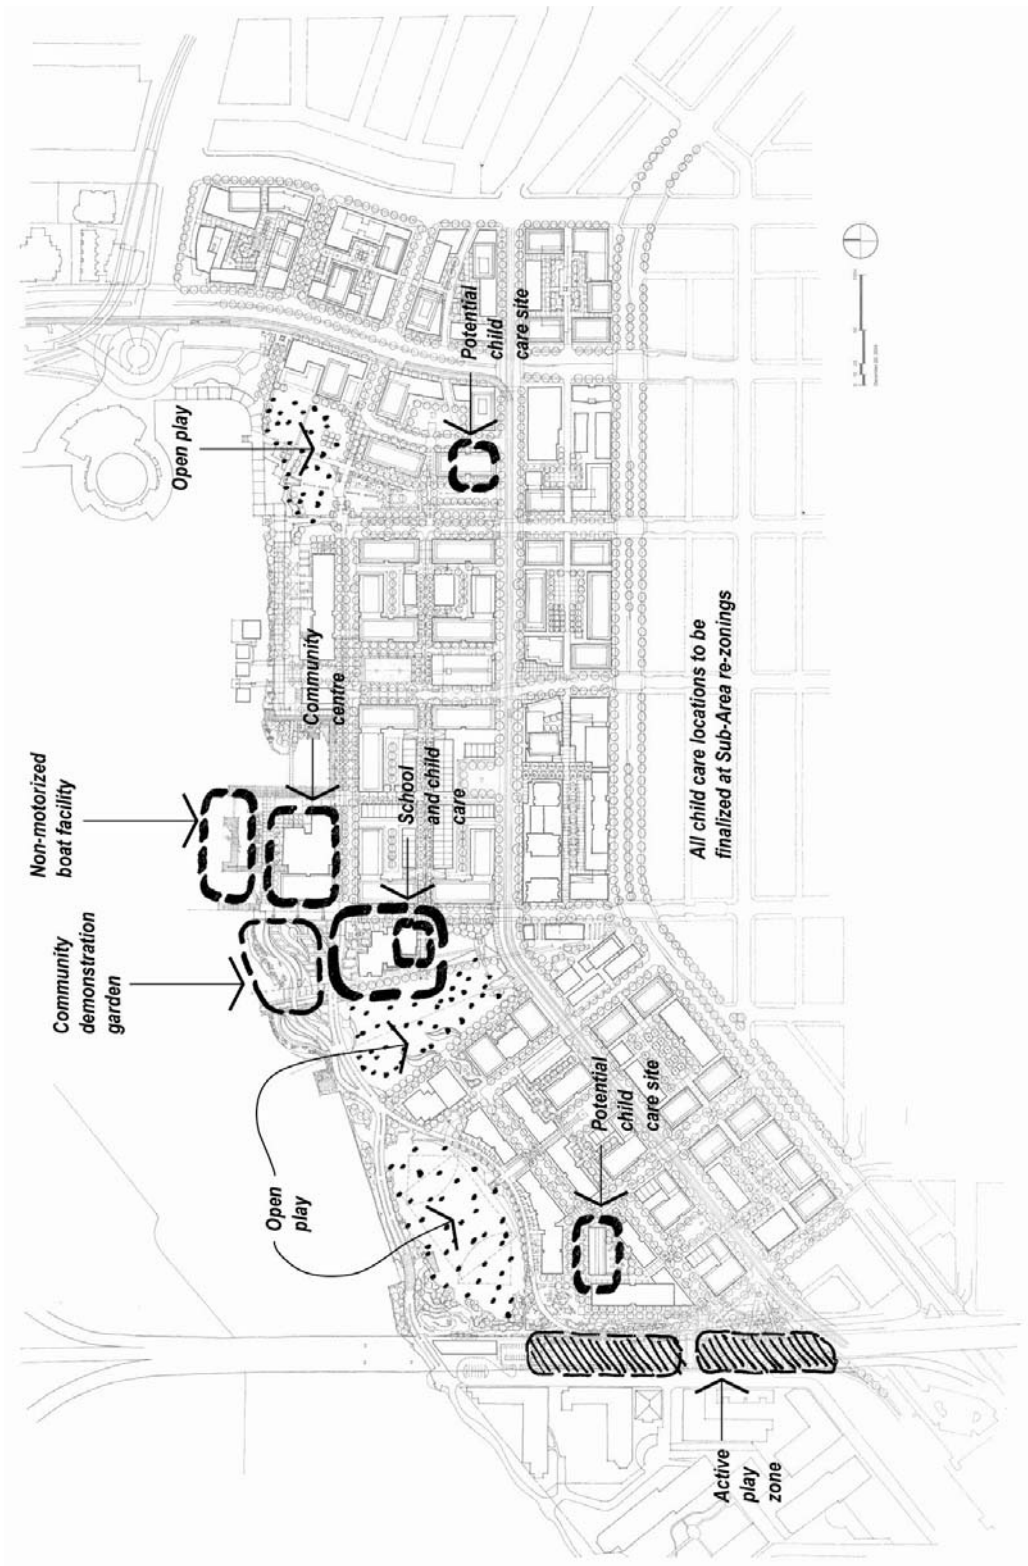 Open play
Potential
child
care site
Community
centre
Non-motorized
boat facility
School
and child
care
Community
demonstration
garden
Open
play
Potential
child
care site
Active
play
zone
All child care locations to be
finalized at Sub-Area re-zonings